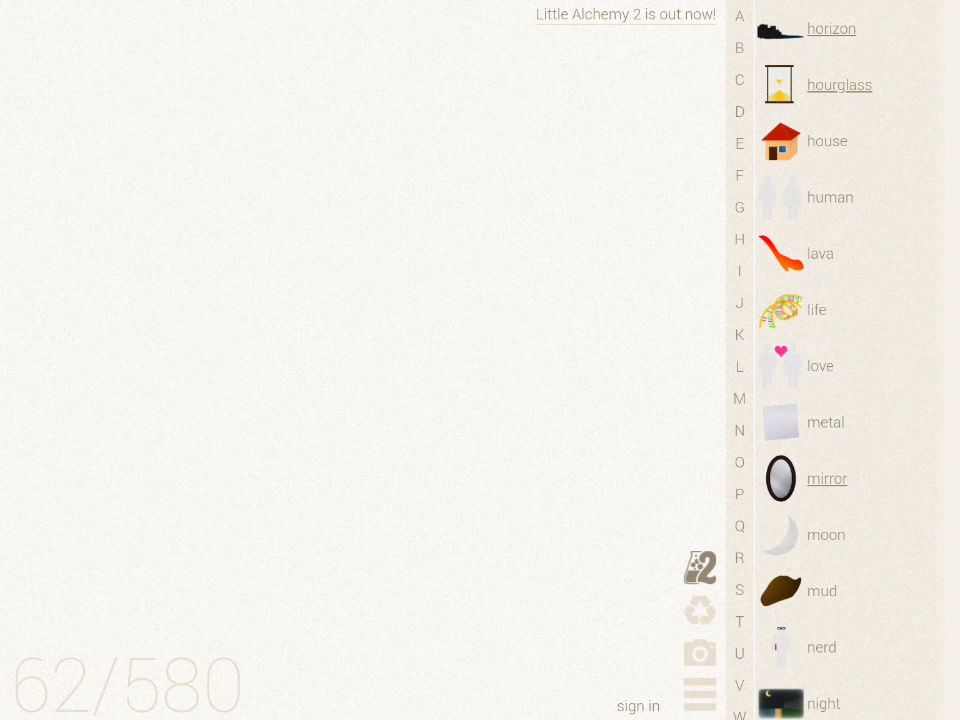 Little Alchemy 2 is out now!
A
B
C
D
E
F
G
H
I
J
K
L
M
N
O
P
Q
R
S
T
U
V
W
horizon
hourglass
house
human
lava
life
love
metal
mirror
moon
mud
nerd
night
2
62/580
sign in